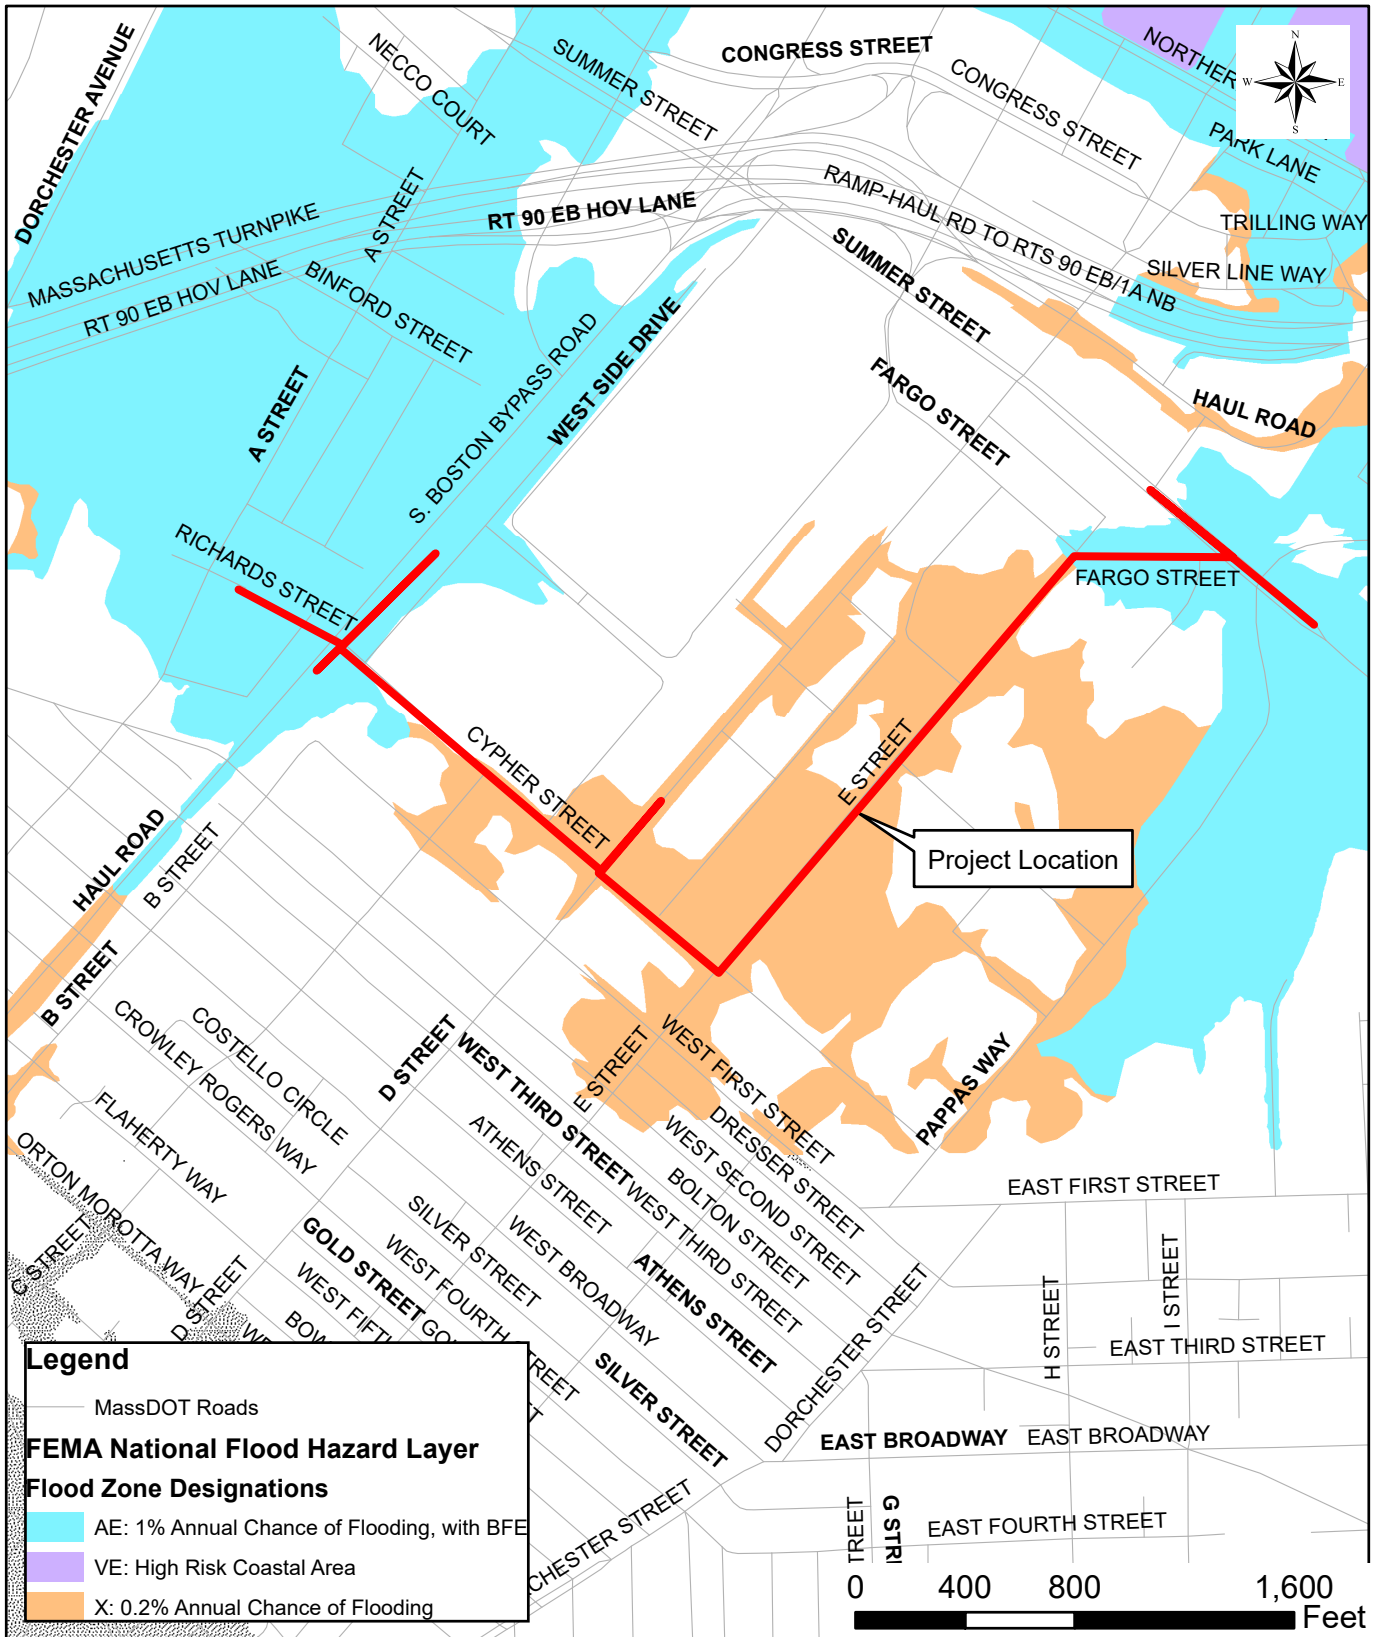 DORCHESTER AVENUE
NECCO COURT
SUMMER STREET
CONGRESS STREET
CONGRESS STREET
N
W
E
S
PARK LANE
TRILLING WAY
SILVER LINE WAY
RAMP-HAUL RD TO RTS 90 EB/1A NB
MASSACHUSETTS TURNPIKE
RT 90 EB HOV LANE
RT 90 EB HOV LANE
A STREET
BINFORD STREET
SUMMER STREET
WEST SIDE DRIVE
S. BOSTON BYPASS ROAD
A STREET
FARGO STREET
HAUL ROAD
RICHARDS STREET
FARGO STREET
CYPHER STREET
E STREET
Project Location
HAUL ROAD
B STREET
B STREET
COSTELLO CIRCLE
CROWLEY ROGERS WAY
D STREET
WEST THIRD STREET
E STREET
WEST FIRST STREET
PAPPAS WAY
FLAHERTY WAY
ATHENS STREET
DRESSER STREET
WEST SECOND STREET
BOLTON STREET
WEST THIRD STREET
ORTON MOROTTA WAY
C STREET
D STREET
SILVER STREET
WEST BROADWAY
GOLD STREET
WEST FOURTH STREET
ATHENS STREET
SILVER STREET
DORCHESTER STREET
EAST FIRST STREET
H STREET
I STREET
EAST THIRD STREET
EAST BROADWAY
EAST BROADWAY
EAST FOURTH STREET
Legend
MassDOT Roads
FEMA National Flood Hazard Layer
Flood Zone Designations
AE: 1% Annual Chance of Flooding, with BFE
VE: High Risk Coastal Area
X: 0.2% Annual Chance of Flooding
0 400 800 1,600
Feet